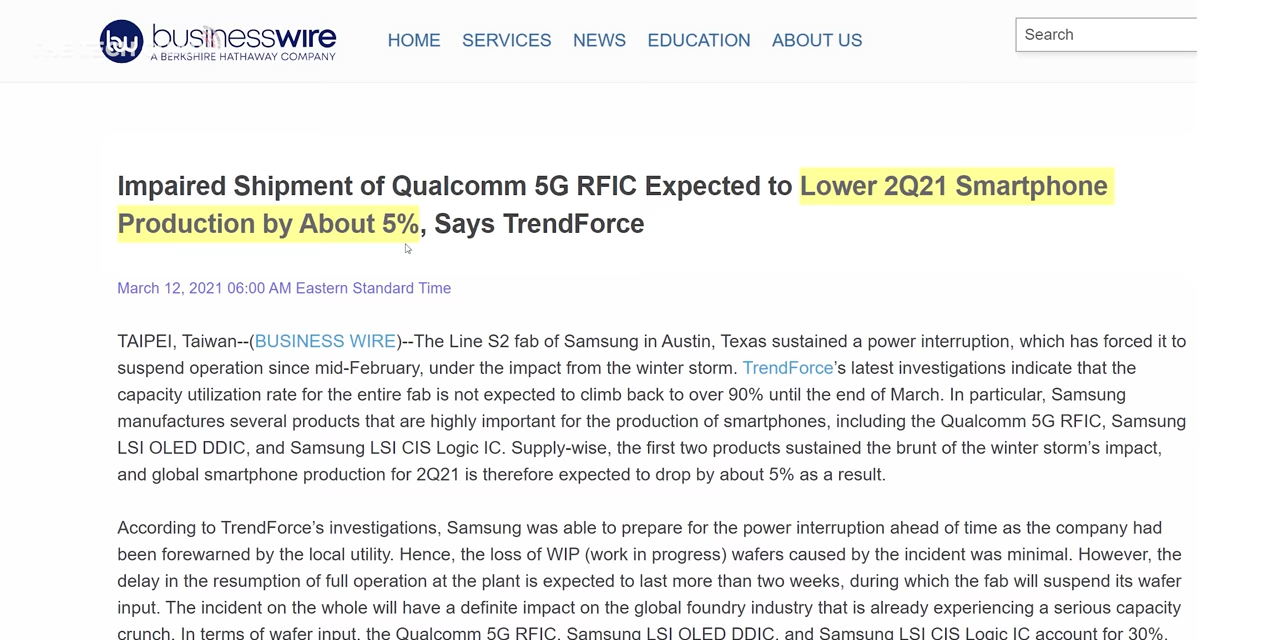 businesswire
A BERKSHIRE HATHAWAY COMPANY
HOME SERVICES NEWS EDUCATION ABOUT US
Search
Impaired Shipment of Qualcomm 5G RFIC Expected to Lower 2Q21 Smartphone
Production by About 5%, Says TrendForce
March 12, 2021 06:00 AM Eastern Standard Time
TAIPEI, Taiwan--(BUSINESS WIRE)--The Line S2 fab of Samsung in Austin, Texas sustained a power interruption, which has forced it to
suspend operation since mid-February, under the impact from the winter storm. TrendForce’s latest investigations indicate that the
capacity utilization rate for the entire fab is not expected to climb back to over 90% until the end of March. In particular, Samsung
manufactures several products that are highly important for the production of smartphones, including the Qualcomm 5G RFIC, Samsung
LSI OLED DDIC, and Samsung LSI CIS Logic IC. Supply-wise, the first two products sustained the brunt of the winter storm’s impact,
and global smartphone production for 2Q21 is therefore expected to drop by about 5% as a result.
According to TrendForce’s investigations, Samsung was able to prepare for the power interruption ahead of time as the company had
been forewarned by the local utility. Hence, the loss of WIP (work in progress) wafers caused by the incident was minimal. However, the
delay in the resumption of full operation at the plant is expected to last more than two weeks, during which the fab will suspend its wafer
input. The incident on the whole will have a definite impact on the global foundry industry that is already experiencing a serious capacity
crunch. In terms of wafer input, the Qualcomm 5G RFIC, Samsung LSI OLED DDIC, and Samsung LSI CIS Logic IC account for 30%,